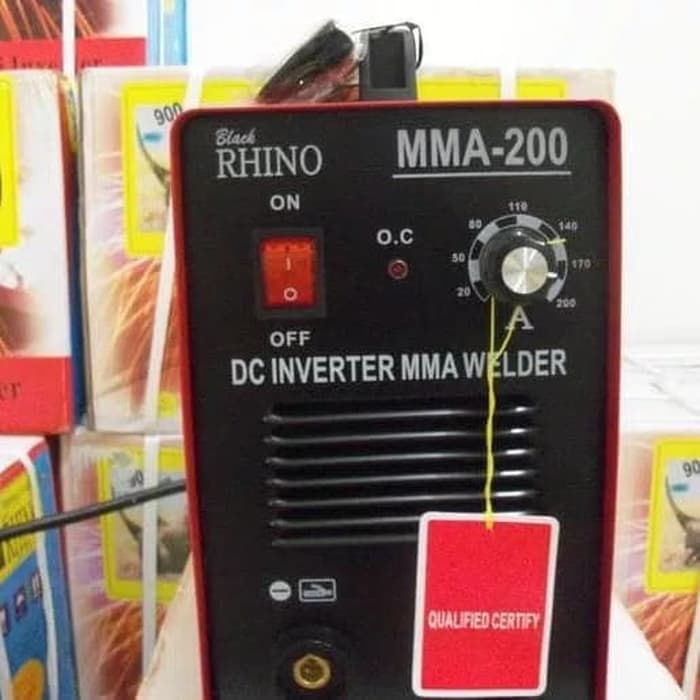 Black
RHINO
MMA-200
ON
O.C
I
O
OFF
20
50
80
110
140
170
200
A
DC INVERTER MMA WELDER
QUALIFIED CERTIFY
900
90